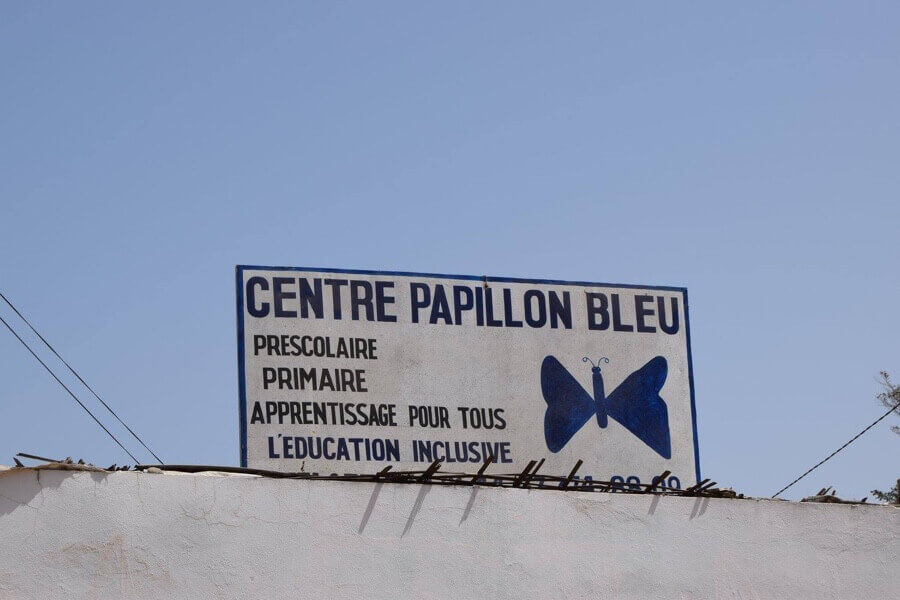 CENTRE PAPILLON BLEU
PRESCOLAIRE
PRIMAIRE
APPRENTISSAGE POUR TOUS
L'EDUCATION INCLUSIVE